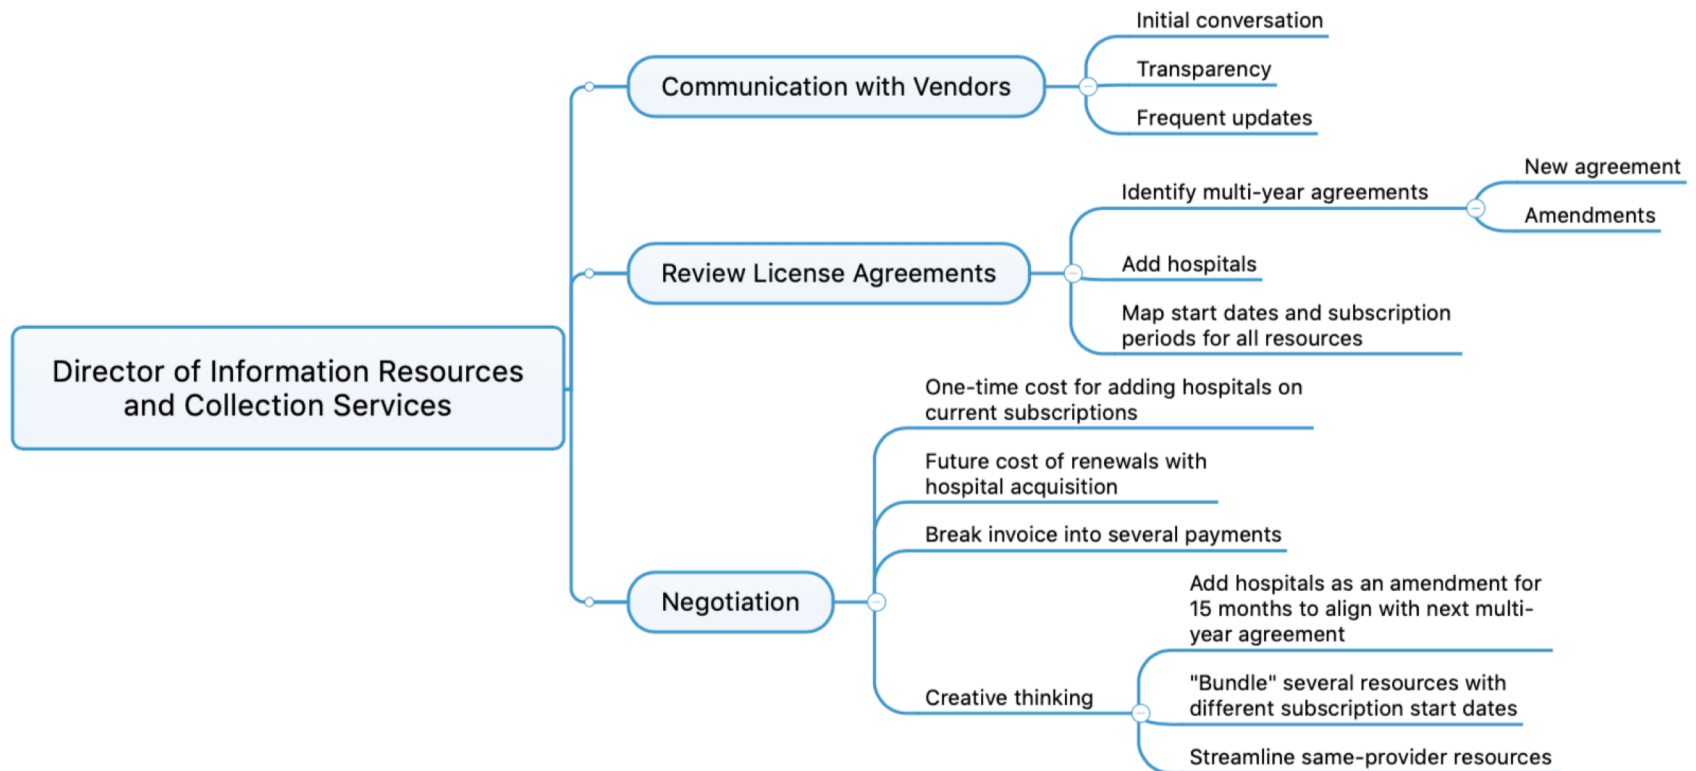 Director of Information Resources
and Collection Services
Communication with Vendors
Initial conversation
Transparency
Frequent updates
Review License Agreements
Identify multi-year agreements
New agreement
Amendments
Add hospitals
Map start dates and subscription
periods for all resources
Negotiation
One-time cost for adding hospitals on
current subscriptions
Future cost of renewals with
hospital acquisition
Break invoice into several payments
Creative thinking
Add hospitals as an amendment for
15 months to align with next multi-
year agreement
"Bundle" several resources with
different subscription start dates
Streamline same-provider resources